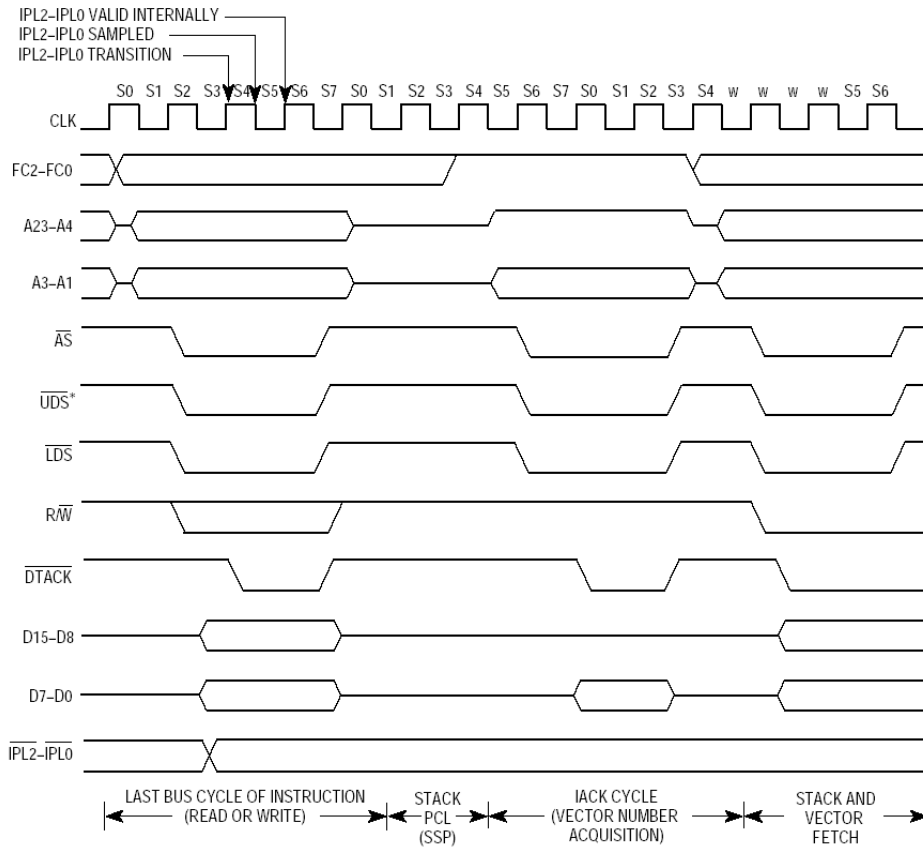 IPL2–IPL0 VALID INTERNALLY
IPL2–IPL0 SAMPLED
IPL2–IPL0 TRANSITION
S0 S1 S2 S3 S4 S5 S6 S7 S0 S1 S2 S3 S4 S5 S6 S7 S0 S1 S2 S3 S4 w w w w S5 S6
CLK
FC2–FC0
A23–A4
A3–A1
AS
UDS*
LDS
R/W
DTACK
D15–D8
D7–D0
IPL2–IPL0
LAST BUS CYCLE OF INSTRUCTION
(READ OR WRITE)
STACK
PCL
(SSP)
IACK CYCLE
(VECTOR NUMBER
ACQUISITION)
STACK AND
VECTOR
FETCH